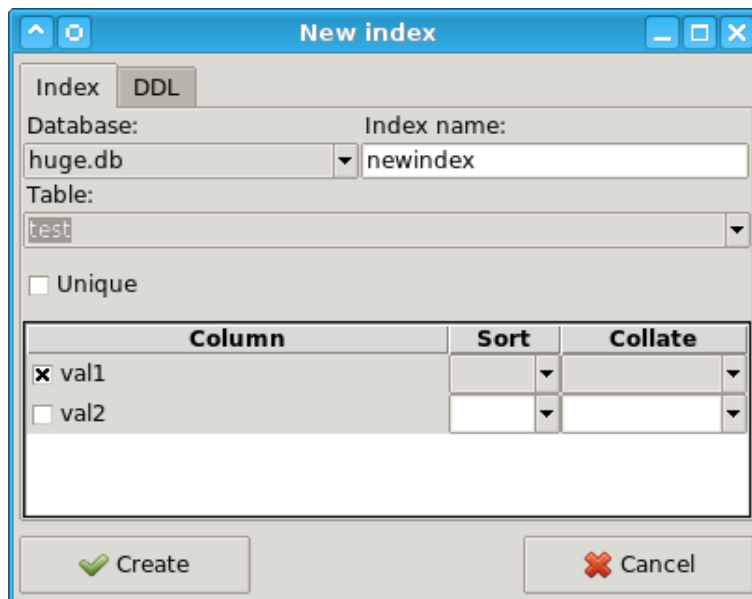 New index
Index DDL
Database: Index name:
huge.db newindex
Table:
test
Unique
Column Sort Collate
val1
val2
Create Cancel